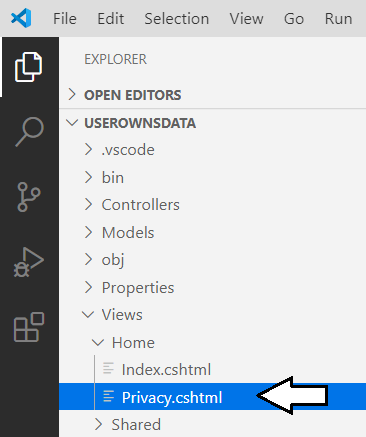 File Edit Selection View Go Run
EXPLORER
OPEN EDITORS
USEROWNSDATA
.vscode
bin
Controllers
Models
obj
Properties
Views
Home
Index.cshtml
Privacy.cshtml
Shared